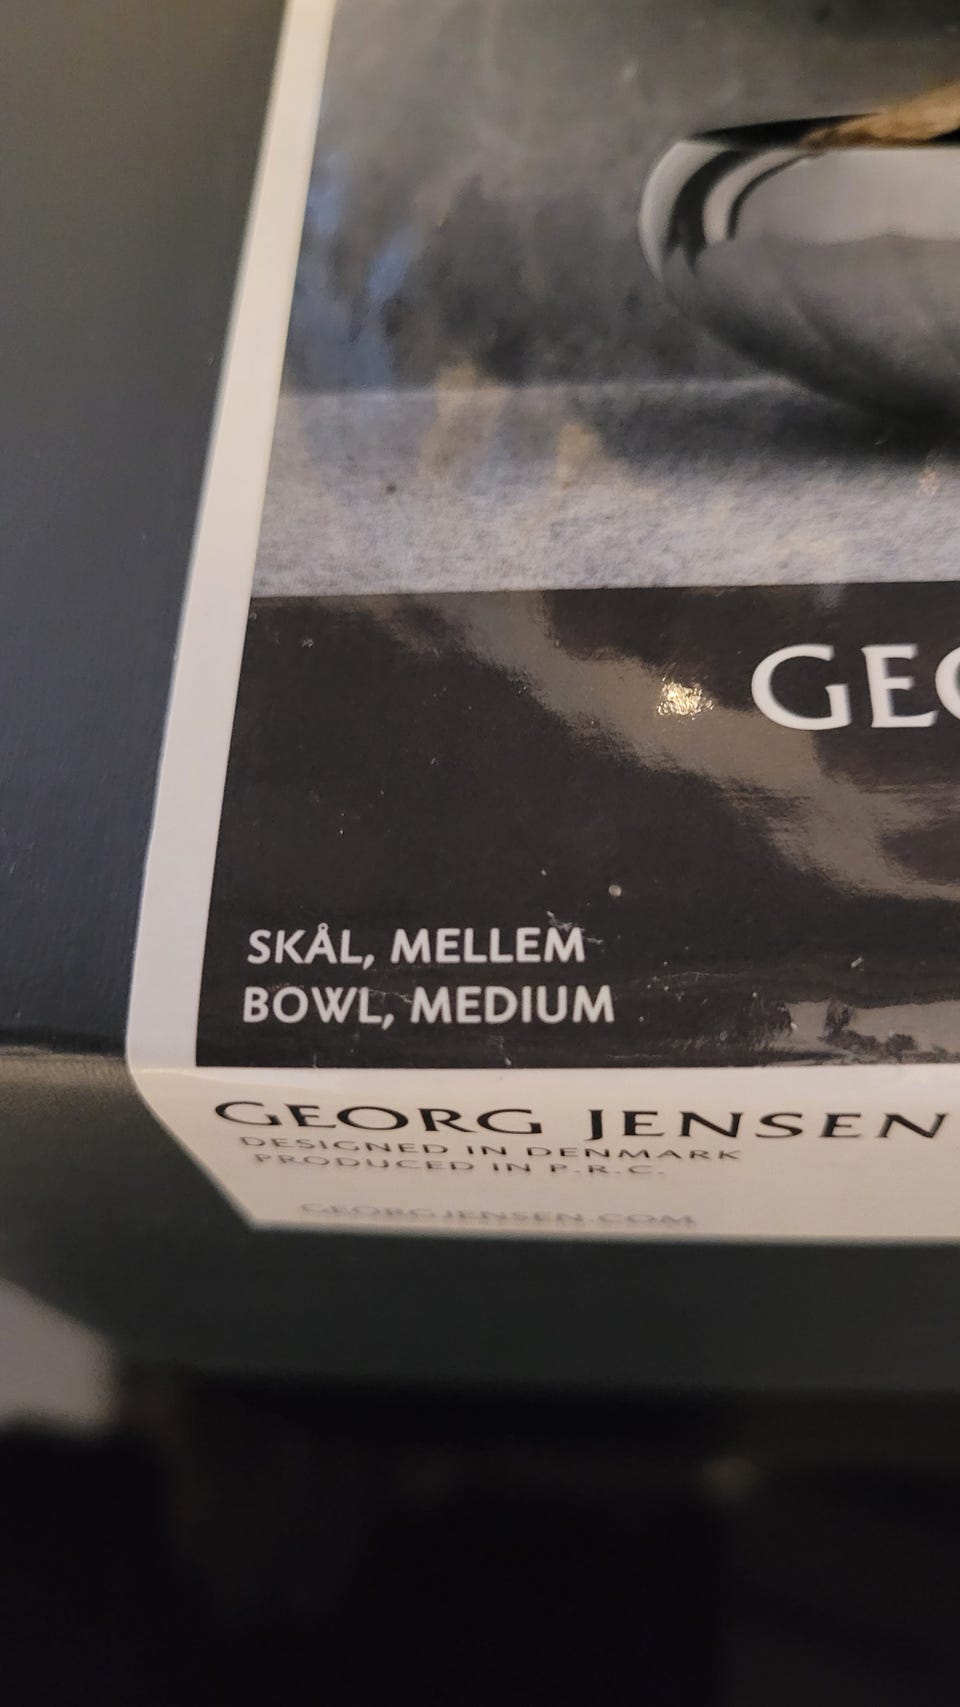 GEO
SKÅL, MELLEM
BOWL, MEDIUM
GEORG JENSEN
DESIGNED IN DENMARK
PRODUCED IN P.R.C.
GEORGJENSEN.COM